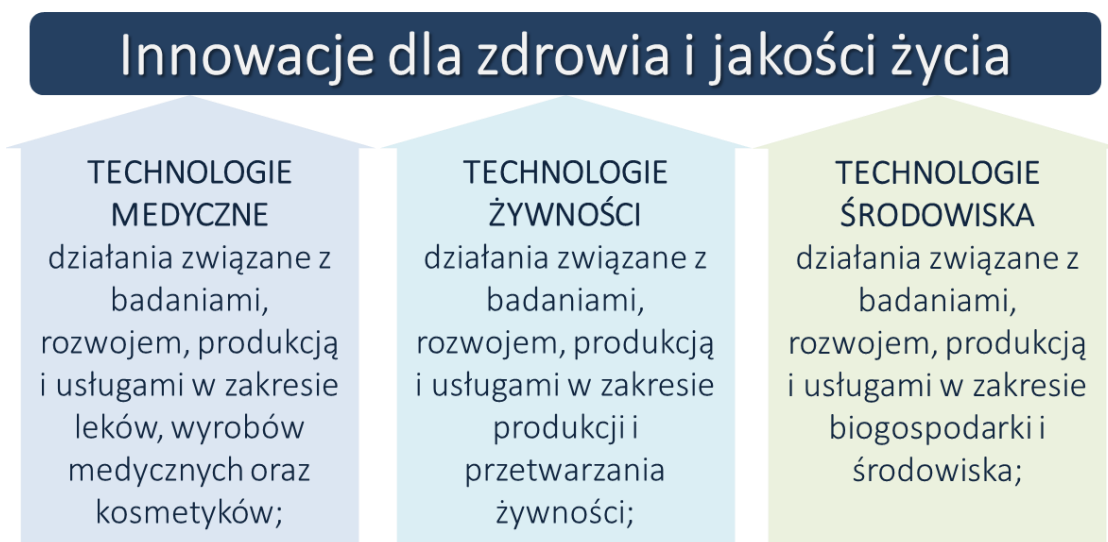 Innowacje dla zdrowia i jakości życia
TECHNOLOGIE
MEDYCZNE
działania związane z
badaniami,
rozwojem, produkcją
i usługami w zakresie
leków, wyrobów
medycznych oraz
kosmetyków;
TECHNOLOGIE
ŻYWNOŚCI
działania związane z
badaniami,
rozwojem, produkcją
i usługami w zakresie
produkcji i
przetwarzania
żywności;
TECHNOLOGIE
ŚRODOWISKA
działania związane z
badaniami,
rozwojem, produkcją
i usługami w zakresie
biogospodarki i
środowiska;